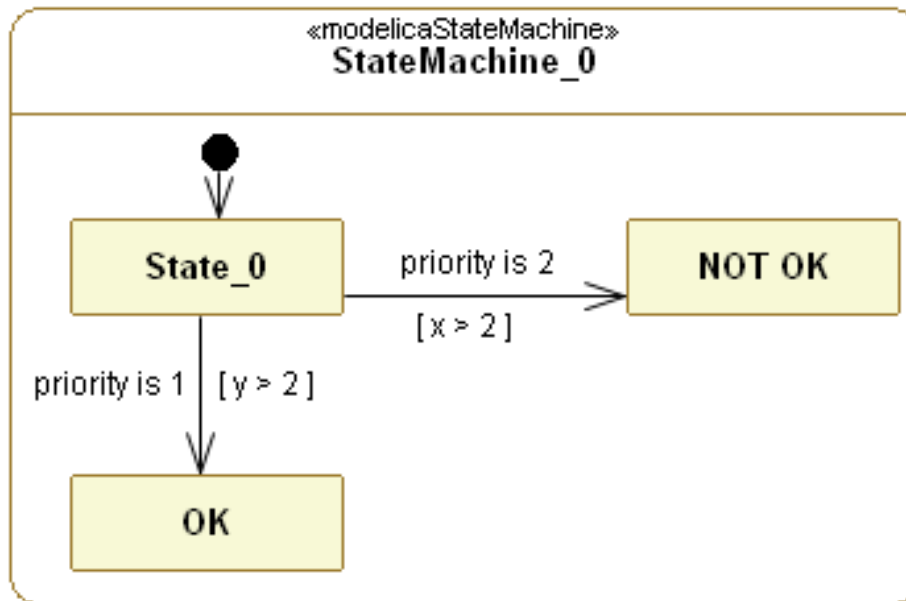 «modelicaStateMachine»
StateMachine_0
State_0
priority is 2
[ x > 2 ]
NOT OK
priority is 1
[ y > 2 ]
OK